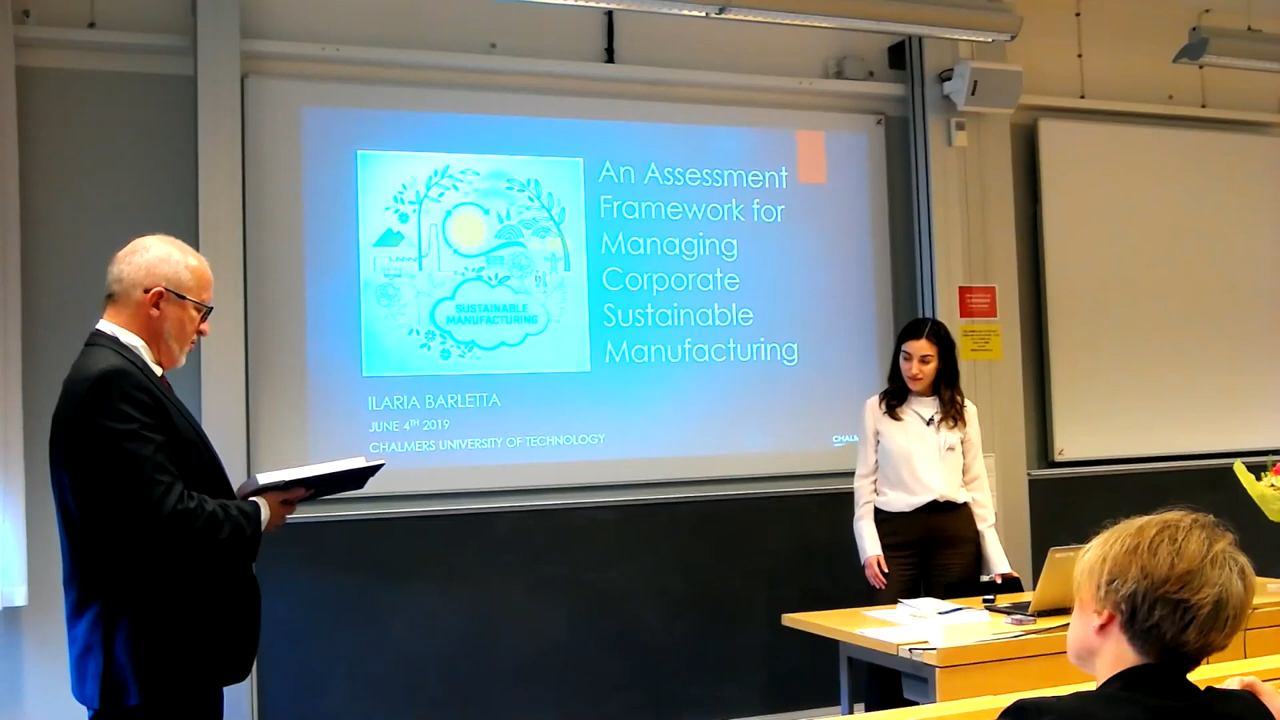 An Assessment
Framework for
Managing
Corporate
Sustainable
Manufacturing
SUSTAINABLE
MANUFACTURING
ILARIA BARLETTA
JUNE 4TH 2019
CHALMERS UNIVERSITY OF TECHNOLOGY